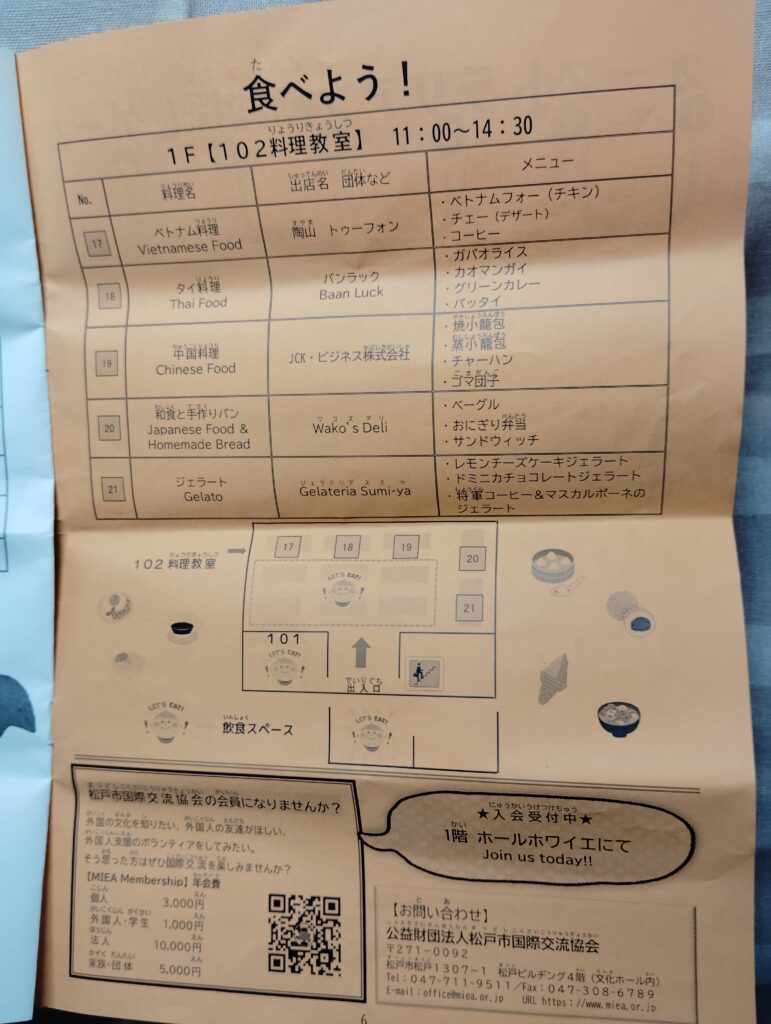 食べよう！
1F【102料理教室】 11：00〜14：30
No. 料理名 出店名 団体など メニュー
17 ベトナム料理 Vietnamese Food 陶山 トゥーフォン
・ベトナムフォー（チキン）
・チェー（デザート）
・コーヒー
18 タイ料理 Thai Food バンラック Baan Luck
・ガパオライス
・カオマンガイ
・グリーンカレー
・パッタイ
19 中国料理 Chinese Food JCK・ビジネス株式会社
・焼小籠包
・蒸小籠包
・チャーハン
・ゴマ団子
20 和食と手作りパン Japanese Food & Homemade Bread Wako's Deli
・ベーグル
・おにぎり弁当
・サンドウィッチ
21 ジェラート Gelato Gelateria Sumi-ya
・レモンチーズケーキジェラート
・ドミニカチョコレートジェラート
・将軍コーヒー＆マスカルポーネの
ジェラート
102 料理教室
17 18 19
20
21
LET'S EAT!
101
LET'S EAT!
出入口
LET'S EAT!
飲食スペース
LET'S EAT!
松戸市国際交流協会の会員になりませんか？
外国の文化を知りたい，外国人の友達がほしい，
外国人支援のボランティアをしてみたい。
そう思った方はぜひ国際交流を楽しみませんか？
【MIEA Membership】年会費
個人 3,000円
外国人・学生 1,000円
法人 10,000円
家族・団体 5,000円
★入会受付中★
1階 ホールホワイエにて
Join us today!!
【お問い合わせ】
公益財団法人松戸市国際交流協会
〒271-0092
松戸市松戸1307-1 松戸ビルヂング4階（文化ホール内）
Tel：047-711-9511／Fax：047-308-6789
E-mail：office@miea.or.jp URL https://www.miea.or.jp
6